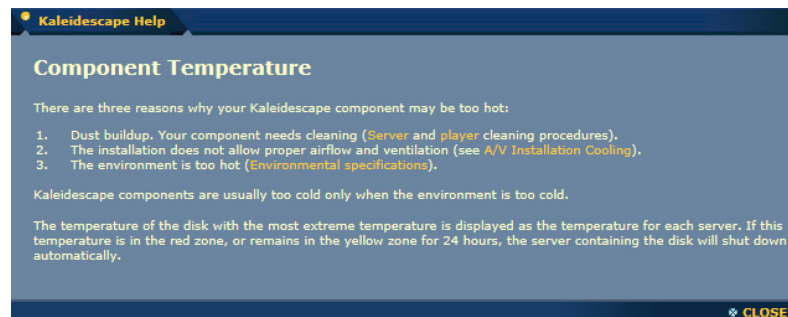 Kaleidescape Help
Component Temperature
There are three reasons why your Kaleidescape component may be too hot:
1. Dust buildup. Your component needs cleaning (Server and player cleaning procedures).
2. The installation does not allow proper airflow and ventilation (see A/V Installation Cooling).
3. The environment is too hot (Environmental specifications).
Kaleidescape components are usually too cold only when the environment is too cold.
The temperature of the disk with the most extreme temperature is displayed as the temperature for each server. If this
temperature is in the red zone, or remains in the yellow zone for 24 hours, the server containing the disk will shut down
automatically.
CLOSE